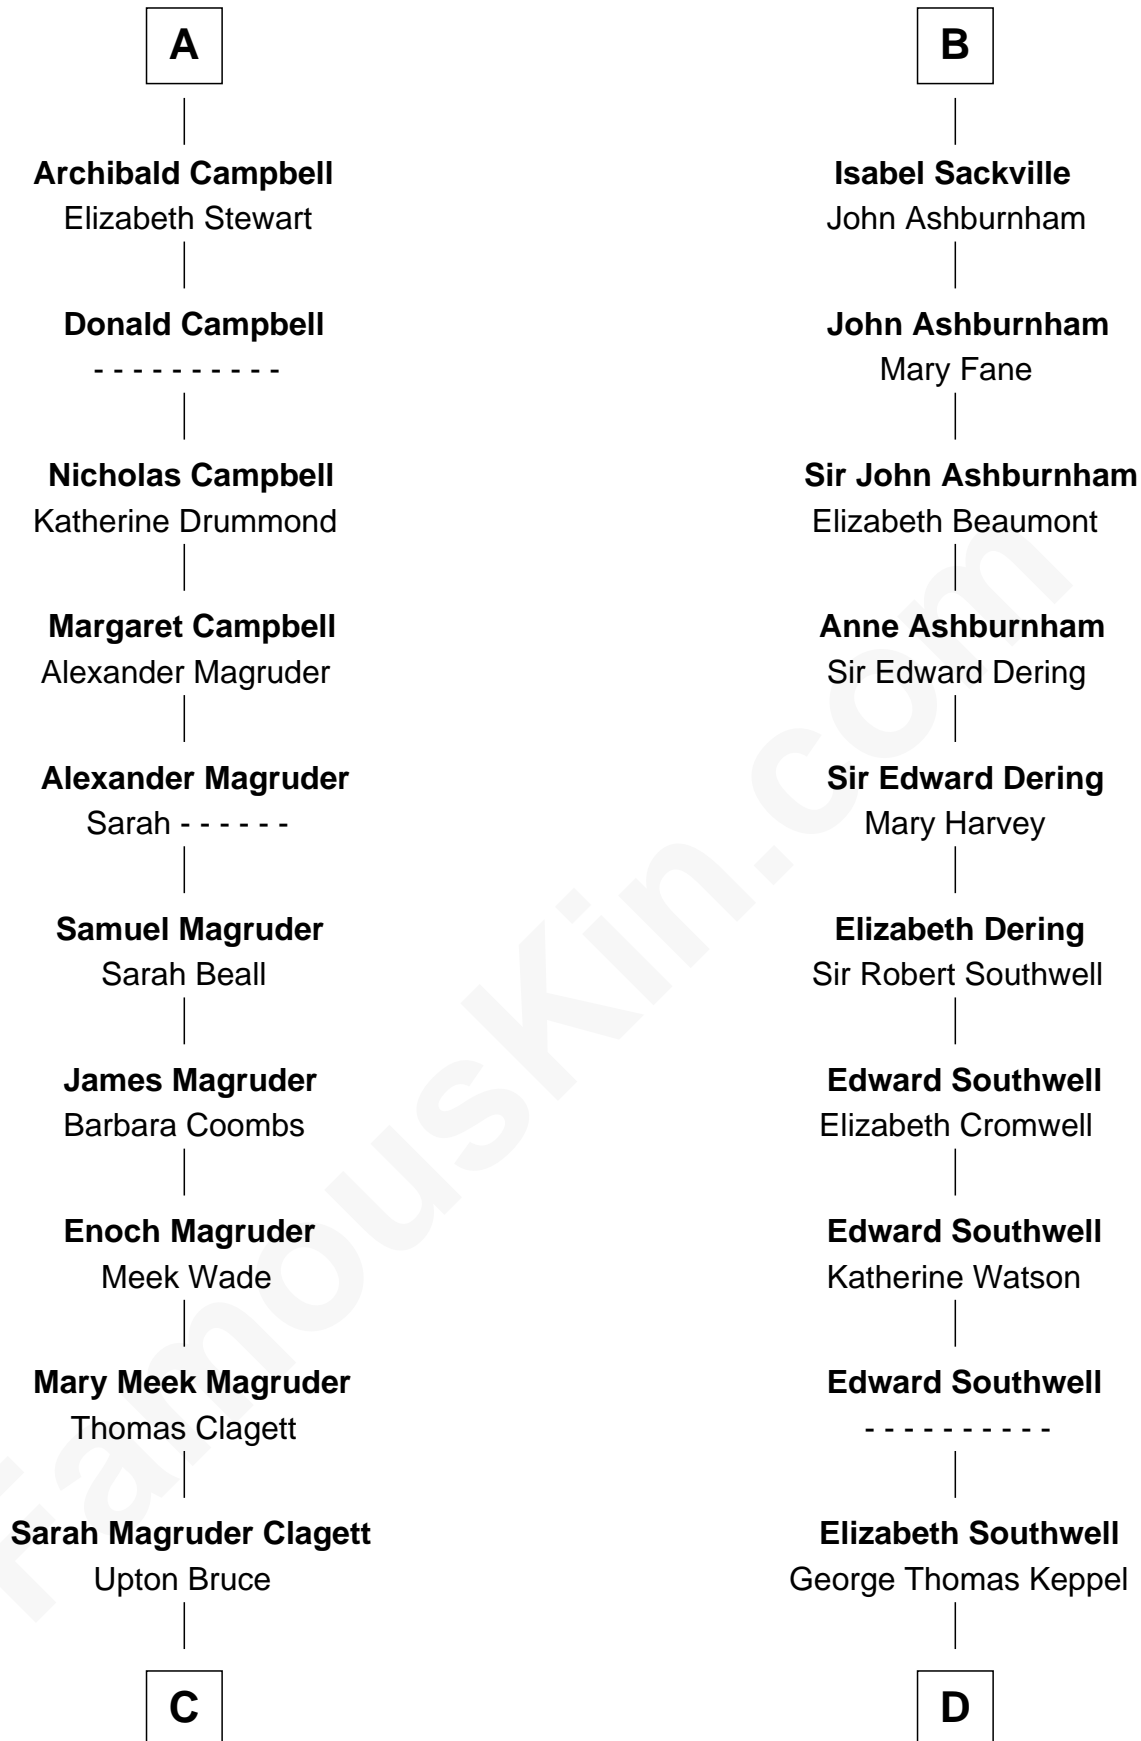 A
Archibald Campbell
Elizabeth Stewart
Donald Campbell
- - - - - - - - - -
Nicholas Campbell
Katherine Drummond
Margaret Campbell
Alexander Magruder
Alexander Magruder
Sarah - - - - - -
Samuel Magruder
Sarah Beall
James Magruder
Barbara Coombs
Enoch Magruder
Meek Wade
Mary Meek Magruder
Thomas Clagett
Sarah Magruder Clagett
Upton Bruce
C
B
Isabel Sackville
John Ashburnham
John Ashburnham
Mary Fane
Sir John Ashburnham
Elizabeth Beaumont
Anne Ashburnham
Sir Edward Dering
Sir Edward Dering
Mary Harvey
Elizabeth Dering
Sir Robert Southwell
Edward Southwell
Elizabeth Cromwell
Edward Southwell
Katherine Watson
Edward Southwell
- - - - - - - - - -
Elizabeth Southwell
George Thomas Keppel
D
FamousKin.com